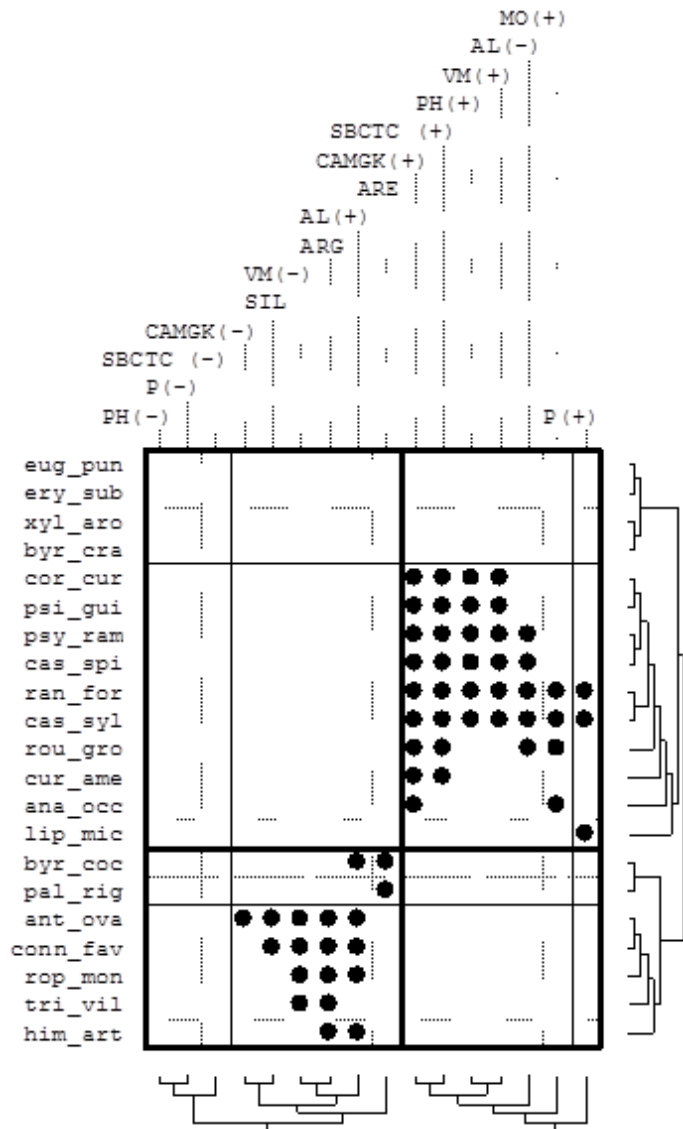 MO(+)
AL(-)
VM(+)
PH(+)
SBCTC (+)
CAMGK(+)
ARE
AL(+)
ARG
VM(-)
SIL
CAMGK(-)
SBCTC (-)
P(-)
PH(-) P(+)
eug_pun
ery_sub
xyl_aro
byr_cra
cor_cur
psi_gui
psy_ram
cas_spi
ran_for
cas_syl
rou_gro
cur_ame
ana_occ
lip_mic
byr_coc
pal_rig
ant_ova
conn_fav
rop_mon
tri_vil
him_art